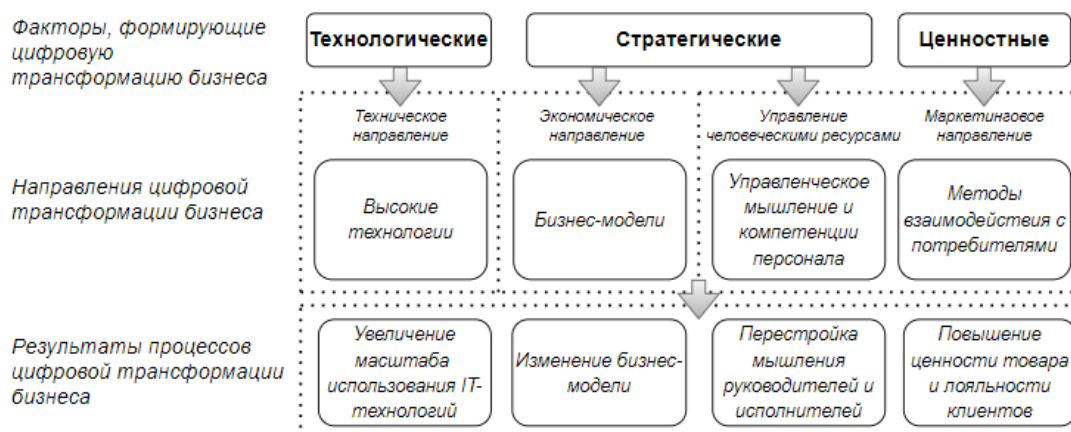 Факторы, формирующие
цифровую
трансформацию бизнеса
Технологические
Стратегические
Ценностные
Техническое
направление
Экономическое
направление
Управление
человеческими ресурсами
Маркетинговое
направление
Направления цифровой
трансформации бизнеса
Высокие
технологии
Бизнес-модели
Управленческое
мышление и
компетенции
персонала
Методы
взаимодействия с
потребителями
Результаты процессов
цифровой трансформации
бизнеса
Увеличение
масштаба
использования IT-
технологий
Изменение бизнес-
модели
Перестройка
мышления
руководителей и
исполнителей
Повышение
ценности товара
и лояльности
клиентов